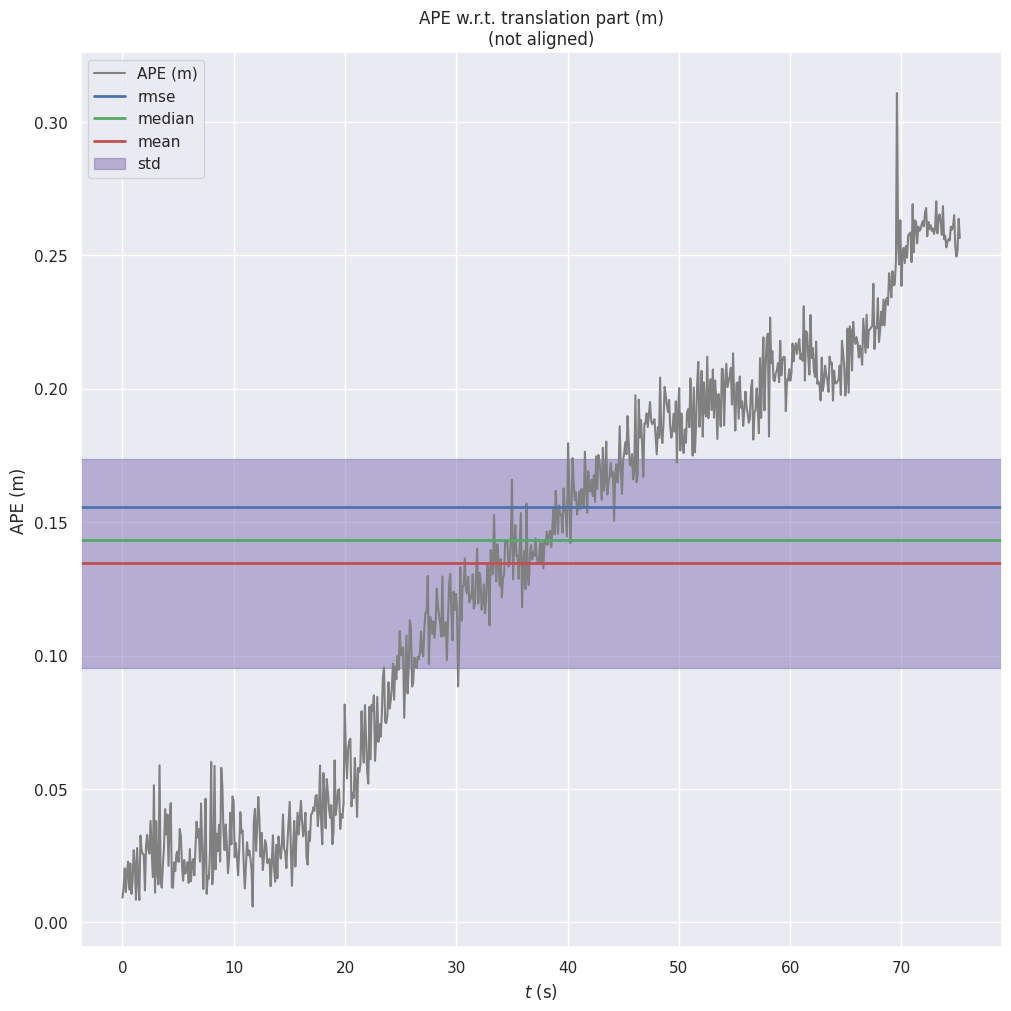 APE w.r.t. translation part (m)
(not aligned)
APE (m)
rmse
median
mean
std
0.30
0.25
0.20
0.15
0.10
0.05
0.00
APE (m)
0 10 20 30 40 50 60 70
t (s)